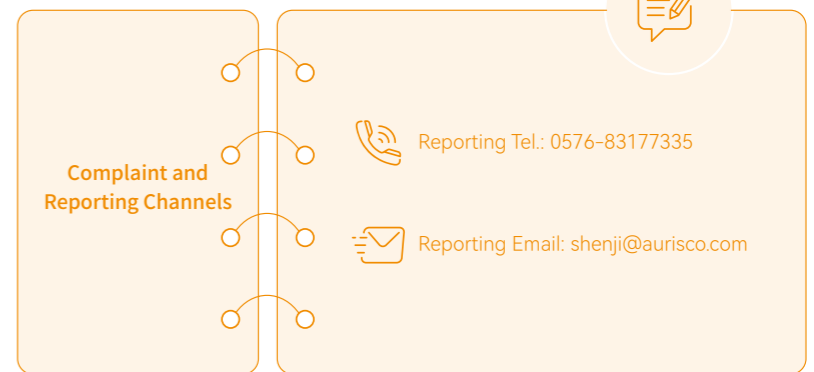 Complaint and
Reporting Channels
Reporting Tel.: 0576-83177335
Reporting Email: shenji@aurisco.com